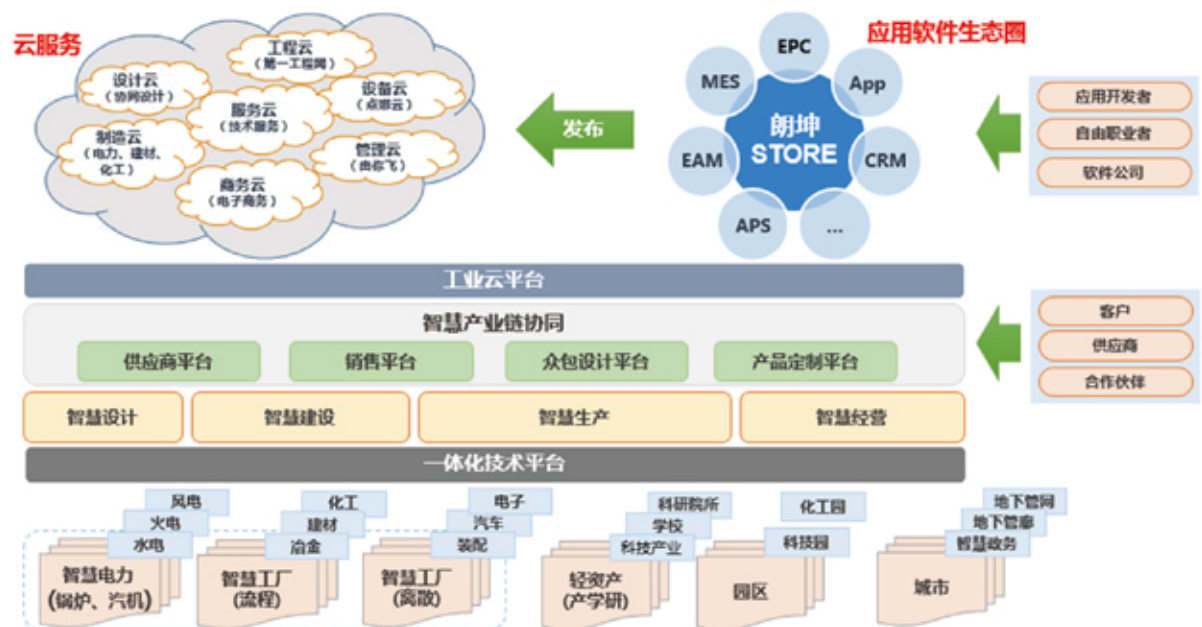 云服务
工程云
(第一工程网)
设计云
(协同设计)
设备云
(点哪云)
服务云
(技术服务)
制造云
(电力、建材、
化工)
管理云
(由你飞)
商务云
(电子商务)
发布
应用软件生态圈
EPC
MES
App
朗坤
STORE
EAM
CRM
APS
...
应用开发者
自由职业者
软件公司
工业云平台
智慧产业链协同
供应商平台
销售平台
众包设计平台
产品定制平台
客户
供应商
合作伙伴
智慧设计
智慧建设
智慧生产
智慧经营
一体化技术平台
风电
火电
水电
智慧电力
(锅炉、汽机)
化工
建材
冶金
智慧工厂
(流程)
电子
汽车
装配
智慧工厂
(离散)
科研院所
学校
科技产业
轻资产
(产学研)
化工园
科技园
园区
地下管网
地下管廊
智慧政务
城市